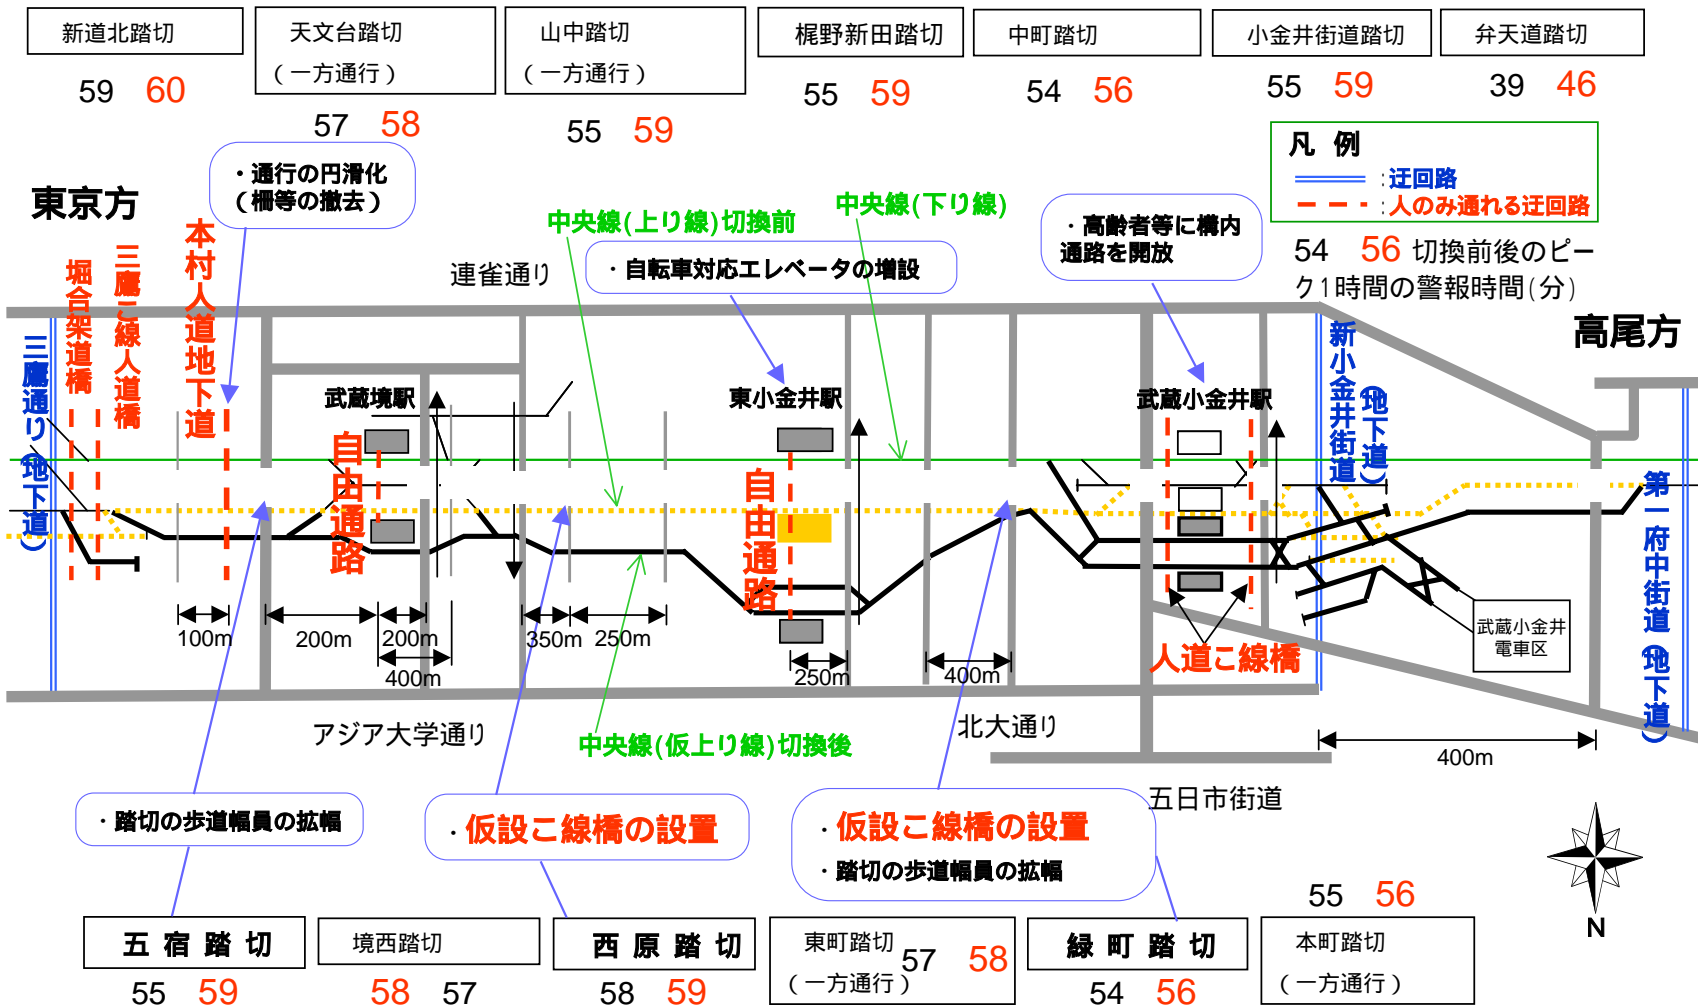 新道北踏切
59 60
天文台踏切
(一方通行)
57 58
山中踏切
(一方通行)
55 59
梶野新田踏切
55 59
中町踏切
54 56
小金井街道踏切
55 59
弁天道踏切
39 46
凡 例
:迂回路
:人のみ通れる迂回路
54 56 切換前後のピー
ク1時間の警報時間(分)
東京方
高尾方
・通行の円滑化
(柵等の撤去)
中央線(上り線)切換前
中央線(下り線)
・自転車対応エレベータの増設
・高齢者等に構内
通路を開放
連雀通り
三鷹通り(地下道)
堀合架道橋
三鷹こ線人道橋
本村人道地下道
武蔵境駅
自由通路
東小金井駅
自由通路
武蔵小金井駅
新小金井街道
(地下道)
第一府中街道(地下道)
100m
200m
200m
400m
350m
250m
250m
400m
人道こ線橋
武蔵小金井
電車区
400m
アジア大学通り
中央線(仮上り線)切換後
北大通り
五日市街道
・踏切の歩道幅員の拡幅
・仮設こ線橋の設置
・仮設こ線橋の設置
・踏切の歩道幅員の拡幅
N
五宿踏切
55 59
境西踏切
58 57
西原踏切
58 59
東町踏切
(一方通行)
57 58
緑町踏切
54 56
55 56
本町踏切
(一方通行)